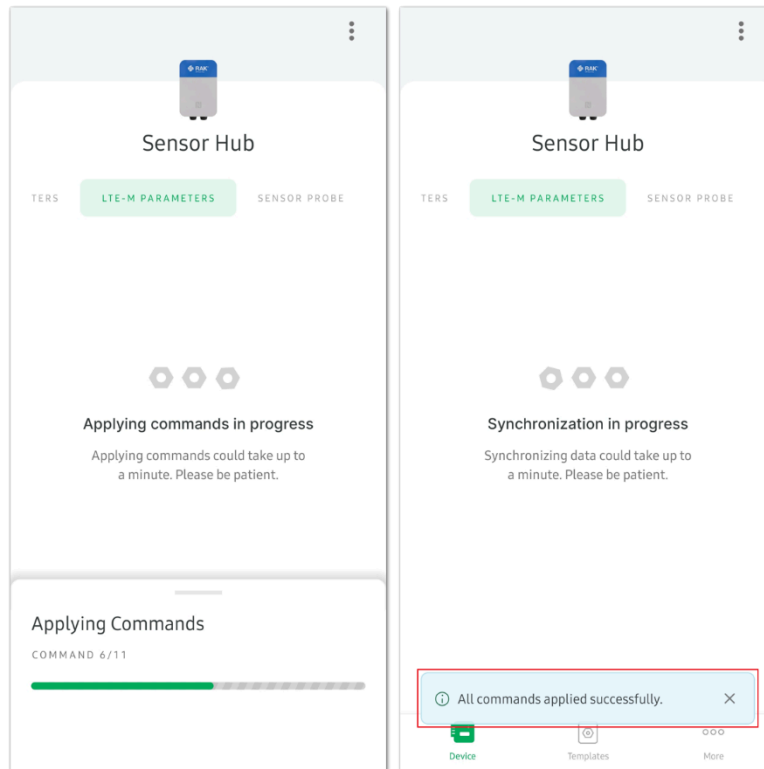 RAK
Sensor Hub
TERS LTE-M PARAMETERS SENSOR PROBE
Applying commands in progress
Applying commands could take up to
a minute. Please be patient.
Applying Commands
COMMAND 6/11
RAK
Sensor Hub
TERS LTE-M PARAMETERS SENSOR PROBE
Synchronization in progress
Synchronizing data could take up to
a minute. Please be patient.
All commands applied successfully.
Device Templates More